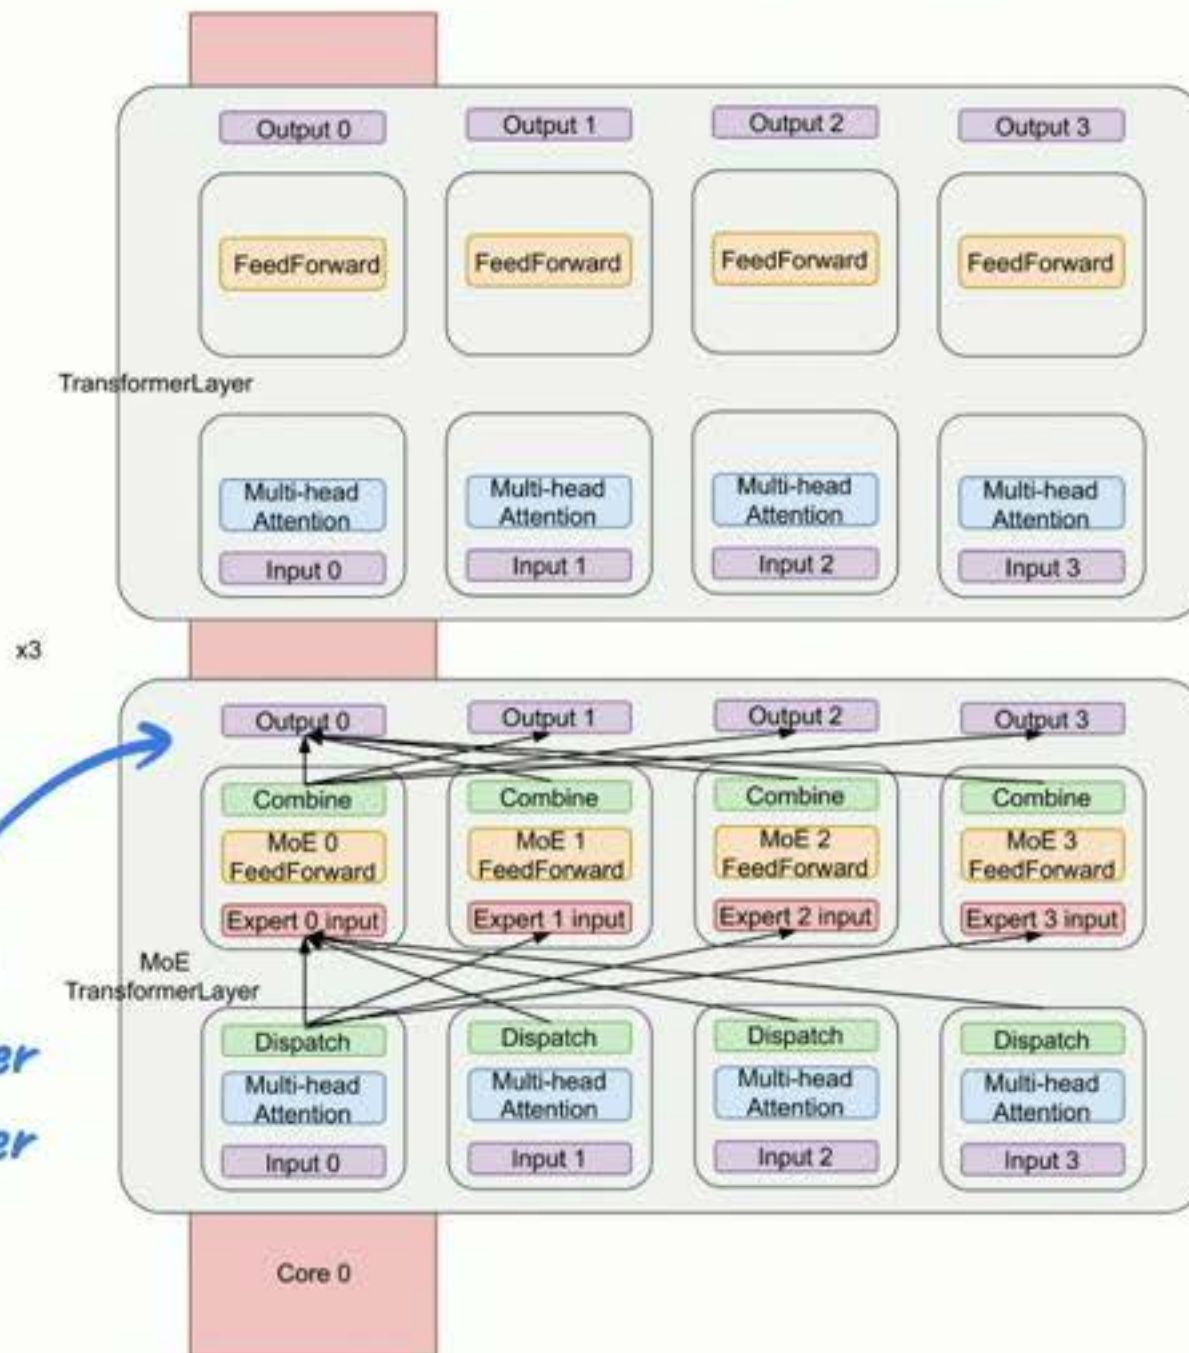 Output 0 Output 1 Output 2 Output 3
FeedForward FeedForward FeedForward FeedForward
TransformerLayer
Multi-head Attention Multi-head Attention Multi-head Attention Multi-head Attention
Input 0 Input 1 Input 2 Input 3
x3
Output 0 Output 1 Output 2 Output 3
Combine Combine Combine Combine
MoE 0 FeedForward MoE 1 FeedForward MoE 2 FeedForward MoE 3 FeedForward
Expert 0 input Expert 1 input Expert 2 input Expert 3 input
MoE
TransformerLayer
Dispatch Dispatch Dispatch Dispatch
Multi-head Attention Multi-head Attention Multi-head Attention Multi-head Attention
Input 0 Input 1 Input 2 Input 3
Core 0